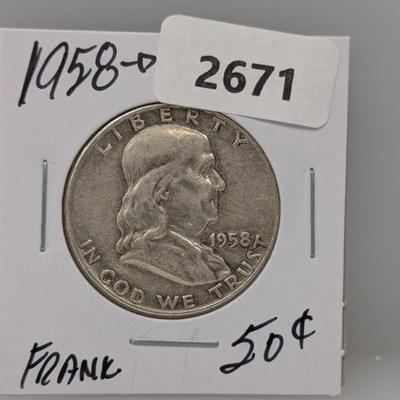 1958-D
2671
LIBERTY
1958
IN GOD WE TRUST
FRANK
50¢